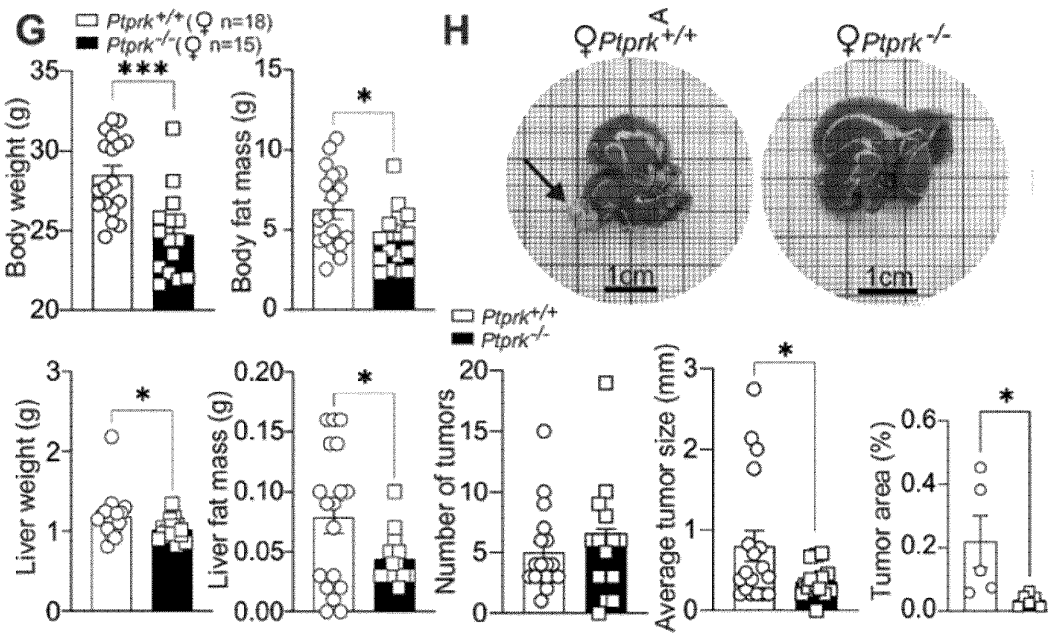 G
Ptprk+/+(♀ n=18)
Ptprk-/-(♀ n=15)
H
A
♀Ptprk+/+
♀Ptprk-/-
***
35
30
25
20
Body weight (g)
*
15
10
5
0
Body fat mass (g)
1cm
1cm
Ptprk+/+
Ptprk-/-
*
3
2
1
0
Liver weight (g)
*
0.20
0.15
0.10
0.05
0.00
Liver fat mass (g)
20
15
10
5
0
Number of tumors
*
3
2
1
0
Average tumor size (mm)
*
0.6
0.4
0.2
0.0
Tumor area (%)